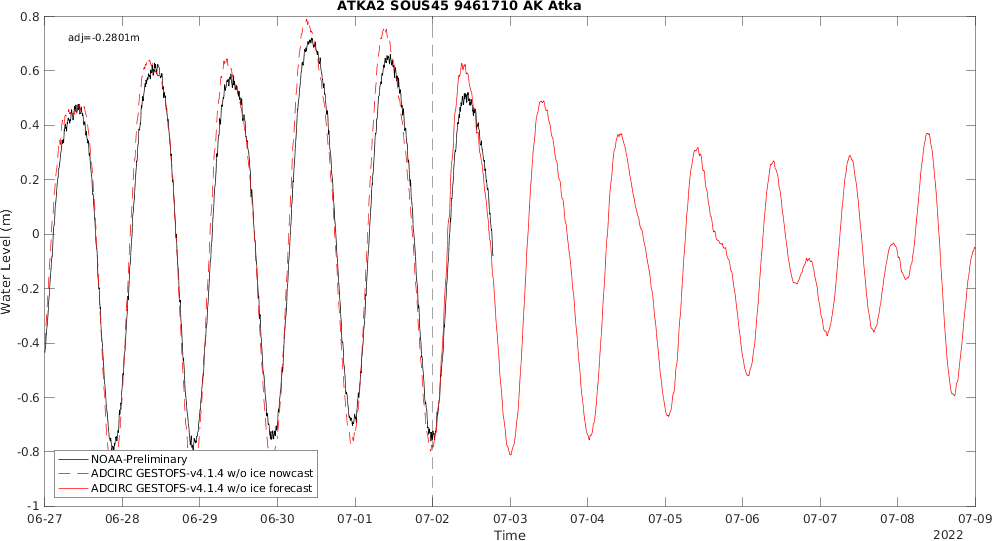 ATKA2 SOUS45 9461710 AK Atka
adj=-0.2801m
0.8
0.6
0.4
0.2
0
-0.2
-0.4
-0.6
-0.8
-1
Water Level (m)
NOAA-Preliminary
ADCIRC GESTOFS-v4.1.4 w/o ice nowcast
ADCIRC GESTOFS-v4.1.4 w/o ice forecast
06-27 06-28 06-29 06-30 07-01 07-02 07-03 07-04 07-05 07-06 07-07 07-08 07-09
Time
2022